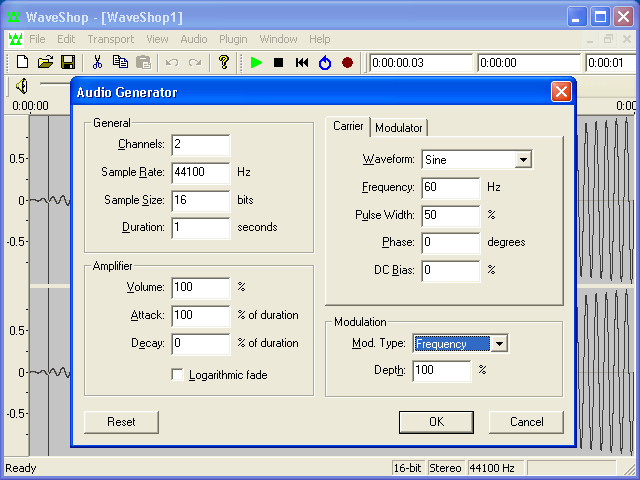 WaveShop - [WaveShop1]
File Edit Transport View Audio Plugin Window Help
0:00:00.03 0:00:00 0:00:01
0:00:00 0:00
Audio Generator
General
Channels: 2
Sample Rate: 44100 Hz
Sample Size: 16 bits
Duration: 1 seconds
Amplifier
Volume: 100 %
Attack: 100 % of duration
Decay: 0 % of duration
Logarithmic fade
Carrier Modulator
Waveform: Sine
Frequency: 60 Hz
Pulse Width: 50 %
Phase: 0 degrees
DC Bias: 0 %
Modulation
Mod. Type: Frequency
Depth: 100 %
Reset OK Cancel
0.5
0
-0.5
0.5
0
-0.5
Ready 16-bit Stereo 44100 Hz